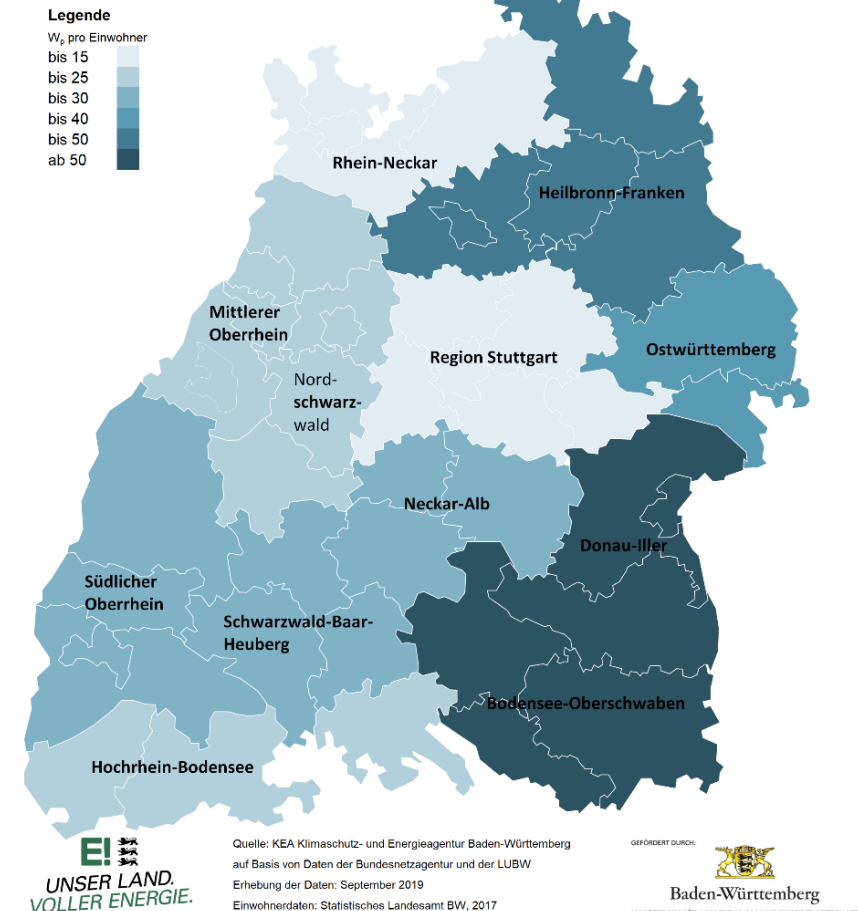 Legende
Wp pro Einwohner
bis 15
bis 25
bis 30
bis 40
bis 50
ab 50
Rhein-Neckar
Heilbronn-Franken
Mittlerer
Oberrhein
Region Stuttgart
Ostwürttemberg
Nord-
schwarz-
wald
Neckar-Alb
Donau-Iller
Südlicher
Oberrhein
Schwarzwald-Baar-
Heuberg
Bodensee-Oberschwaben
Hochrhein-Bodensee
E!
UNSER LAND.
VOLLER ENERGIE.
Quelle: KEA Klimaschutz- und Energieagentur Baden-Württemberg
auf Basis von Daten der Bundesnetzagentur und der LUBW
Erhebung der Daten: September 2019
Einwohnerdaten: Statistisches Landesamt BW, 2017
GEFÖRDERT DURCH:
Baden-Württemberg